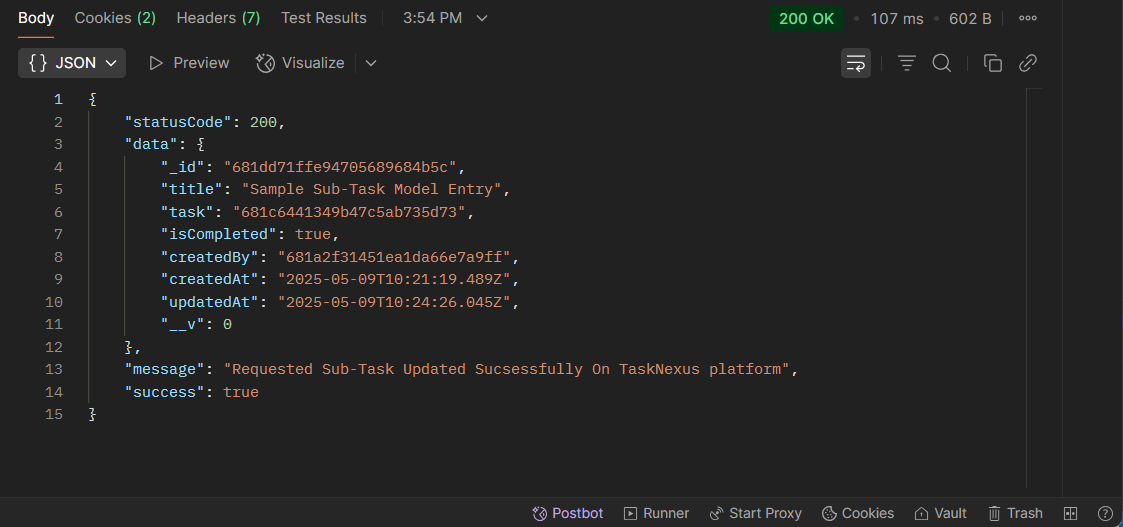 Body Cookies (2) Headers (7) Test Results 3:54 PM 200 OK • 107 ms • 602 B
{} JSON Preview Visualize
1 {
2 "statusCode": 200,
3 "data": {
4 "_id": "681dd71ffe94705689684b5c",
5 "title": "Sample Sub-Task Model Entry",
6 "task": "681c6441349b47c5ab735d73",
7 "isCompleted": true,
8 "createdBy": "681a2f31451ea1da66e7a9ff",
9 "createdAt": "2025-05-09T10:21:19.489Z",
10 "updatedAt": "2025-05-09T10:24:26.045Z",
11 "__v": 0
12 },
13 "message": "Requested Sub-Task Updated Sucsessfully On TaskNexus platform",
14 "success": true
15 }
Postbot Runner Start Proxy Cookies Vault Trash